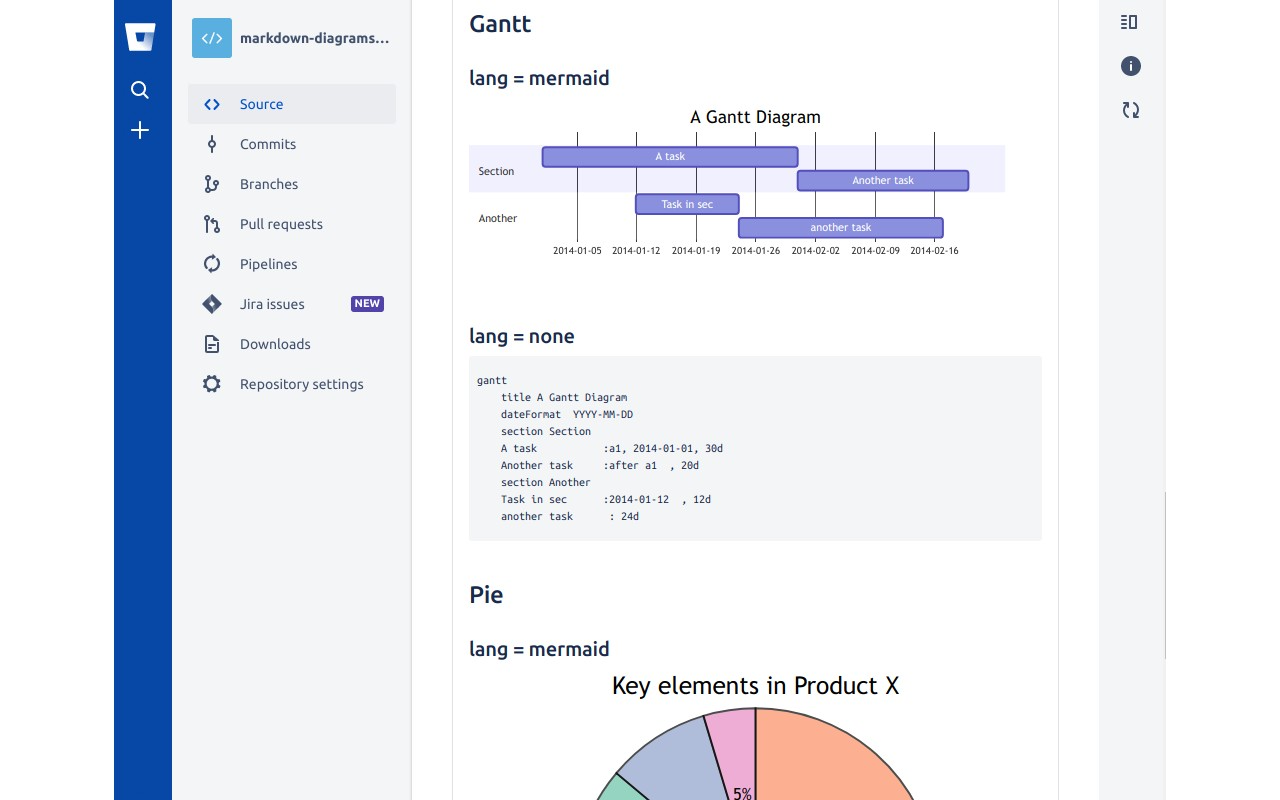 markdown-diagrams...
Source
Commits
Branches
Pull requests
Pipelines
Jira issues NEW
Downloads
Repository settings
Gantt
lang = mermaid
A Gantt Diagram
A task
Section
Another task
Task in sec
Another
another task
2014-01-05 2014-01-12 2014-01-19 2014-01-26 2014-02-02 2014-02-09 2014-02-16
lang = none
gantt
    title A Gantt Diagram
    dateFormat  YYYY-MM-DD
    section Section
    A task           :a1, 2014-01-01, 30d
    Another task     :after a1  , 20d
    section Another
    Task in sec      :2014-01-12  , 12d
    another task      : 24d
Pie
lang = mermaid
Key elements in Product X
5%